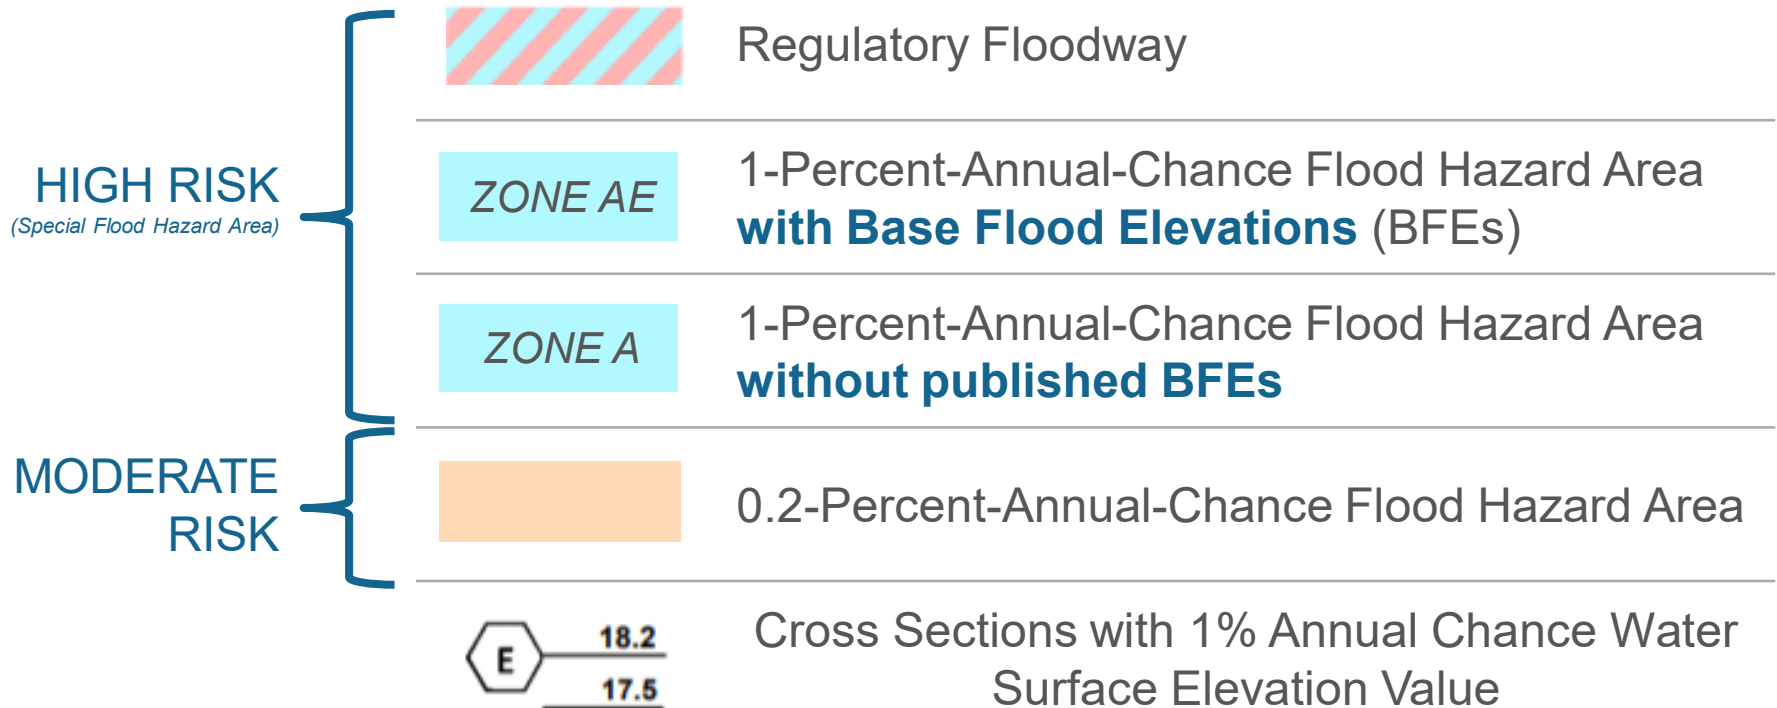 Regulatory Floodway
HIGH RISK
(Special Flood Hazard Area)
ZONE AE
1-Percent-Annual-Chance Flood Hazard Area
with Base Flood Elevations (BFEs)
ZONE A
1-Percent-Annual-Chance Flood Hazard Area
without published BFEs
MODERATE
RISK
0.2-Percent-Annual-Chance Flood Hazard Area
E
18.2
17.5
Cross Sections with 1% Annual Chance Water
Surface Elevation Value